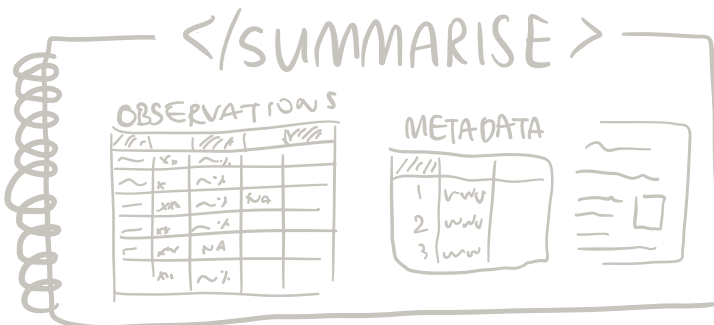 </SUMMARISE>
OBSERVATIONS
METADATA
NA
NA
1
2
3